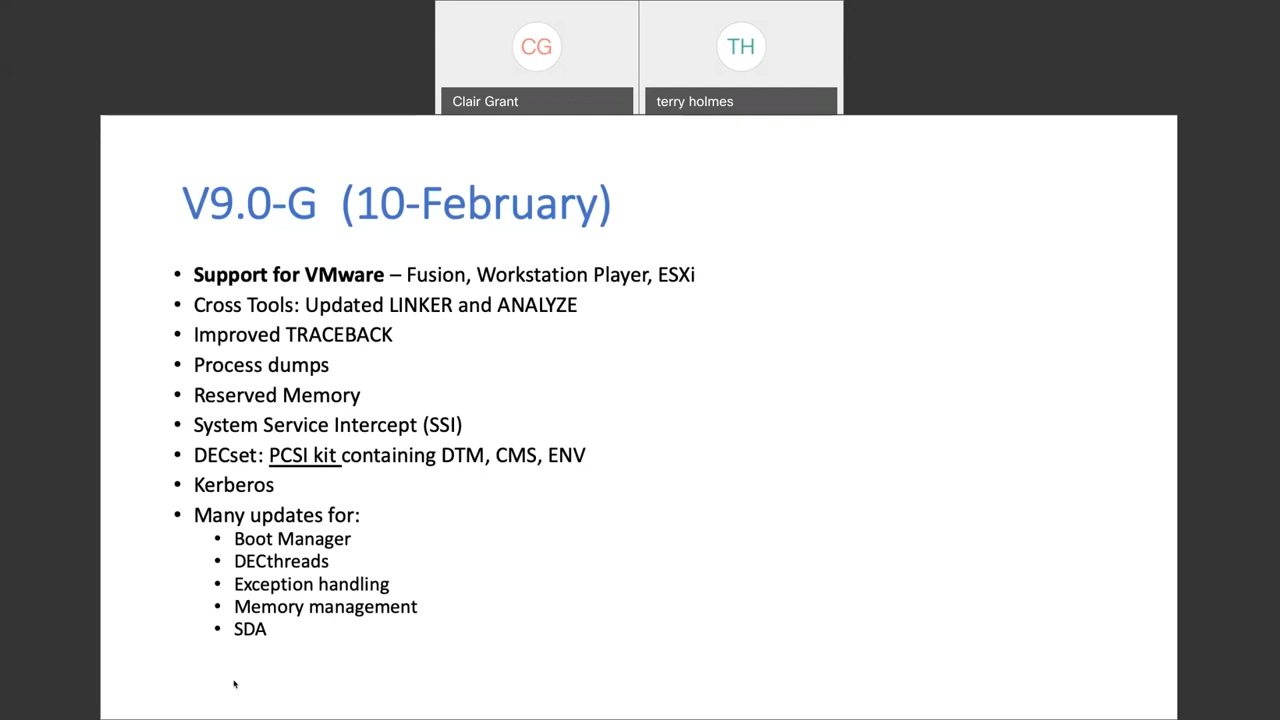 CG
TH
Clair Grant
terry holmes
V9.0-G (10-February)
• Support for VMware – Fusion, Workstation Player, ESXi
• Cross Tools: Updated LINKER and ANALYZE
• Improved TRACEBACK
• Process dumps
• Reserved Memory
• System Service Intercept (SSI)
• DECset: PCSI kit containing DTM, CMS, ENV
• Kerberos
• Many updates for:
• Boot Manager
• DECthreads
• Exception handling
• Memory management
• SDA